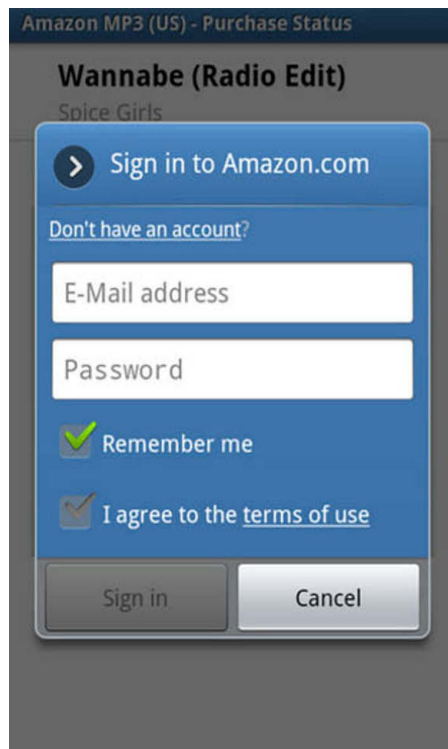 Amazon MP3 (US) - Purchase Status
Wannabe (Radio Edit)
Spice Girls
Sign in to Amazon.com
Don't have an account?
E-Mail address
Password
Remember me
I agree to the terms of use
Sign in Cancel